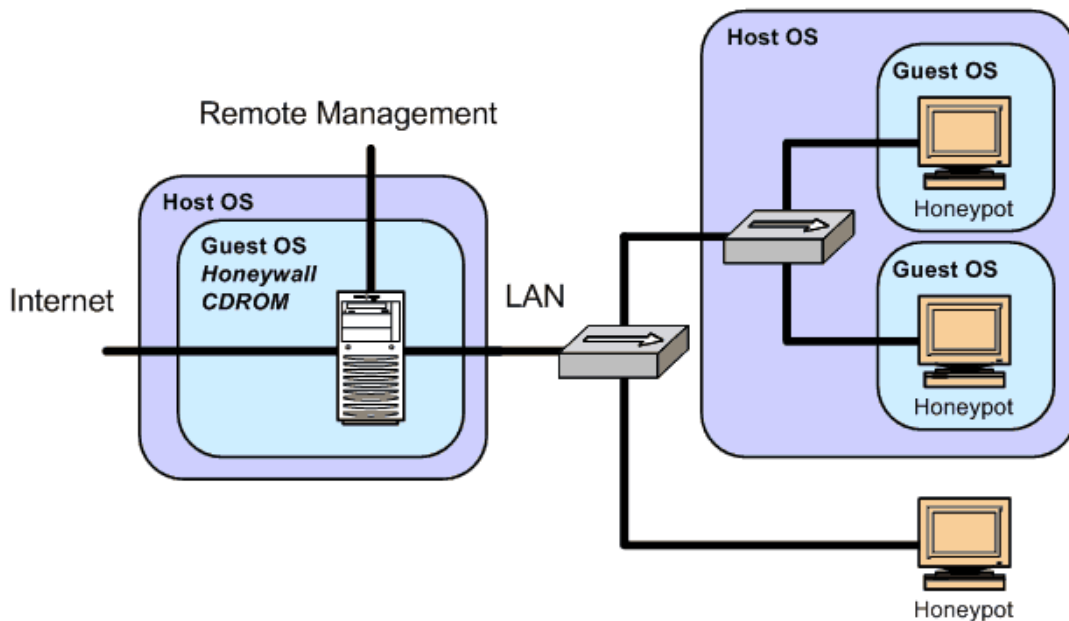 Remote Management
Host OS
Guest OS
Honeywall
CDROM
Internet
LAN
Host OS
Guest OS
Honeypot
Guest OS
Honeypot
Honeypot